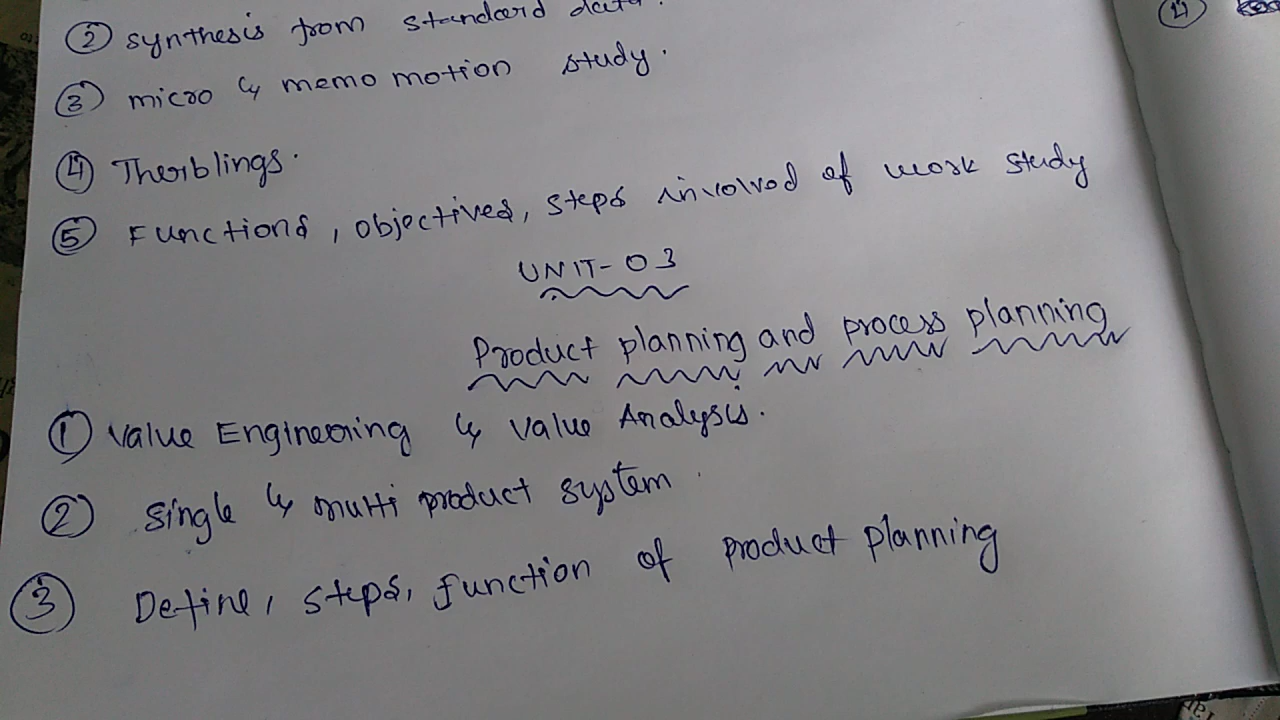 ② synthesis from standard data.
③ micro & memo motion study.
④ Therblings.
⑤ Functions, objectives, steps involved of work study
UNIT-03
Product planning and process planning
① Value Engineering & Value Analysis.
② Single & multi product system.
③ Define, steps, function of product planning
④